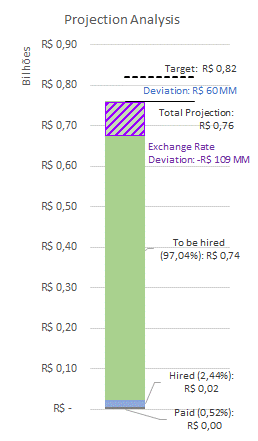 Projection Analysis
Bilhões
R$ 0,90
R$ 0,80
R$ 0,70
R$ 0,60
R$ 0,50
R$ 0,40
R$ 0,30
R$ 0,20
R$ 0,10
R$ -
Target: R$ 0,82
Deviation: R$ 60 MM
Total Projection:
R$ 0,76
Exchange Rate
Deviation: -R$ 109 MM
To be hired
(97,04%): R$ 0,74
Hired (2,44%):
R$ 0,02
Paid (0,52%):
R$ 0,00